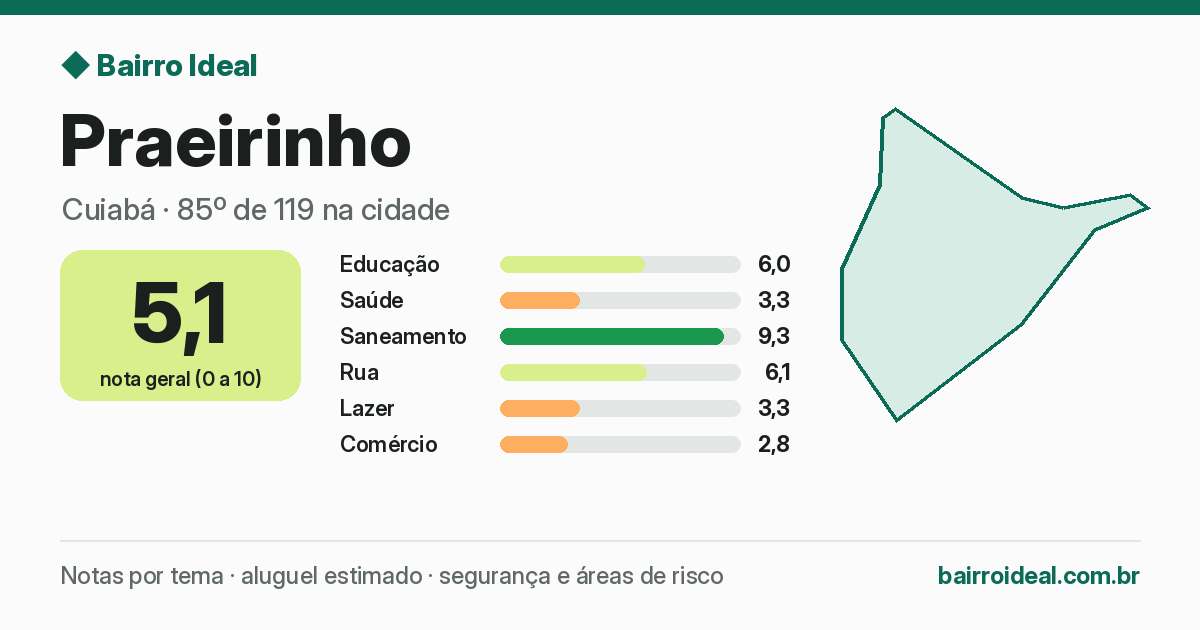 Bairro Ideal
Praeirinho
Cuiabá · 85º de 119 na cidade
5,1
nota geral (0 a 10)
Educação 6,0
Saúde 3,3
Saneamento 9,3
Rua 6,1
Lazer 3,3
Comércio 2,8
Notas por tema · aluguel estimado · segurança e áreas de risco
bairroideal.com.br